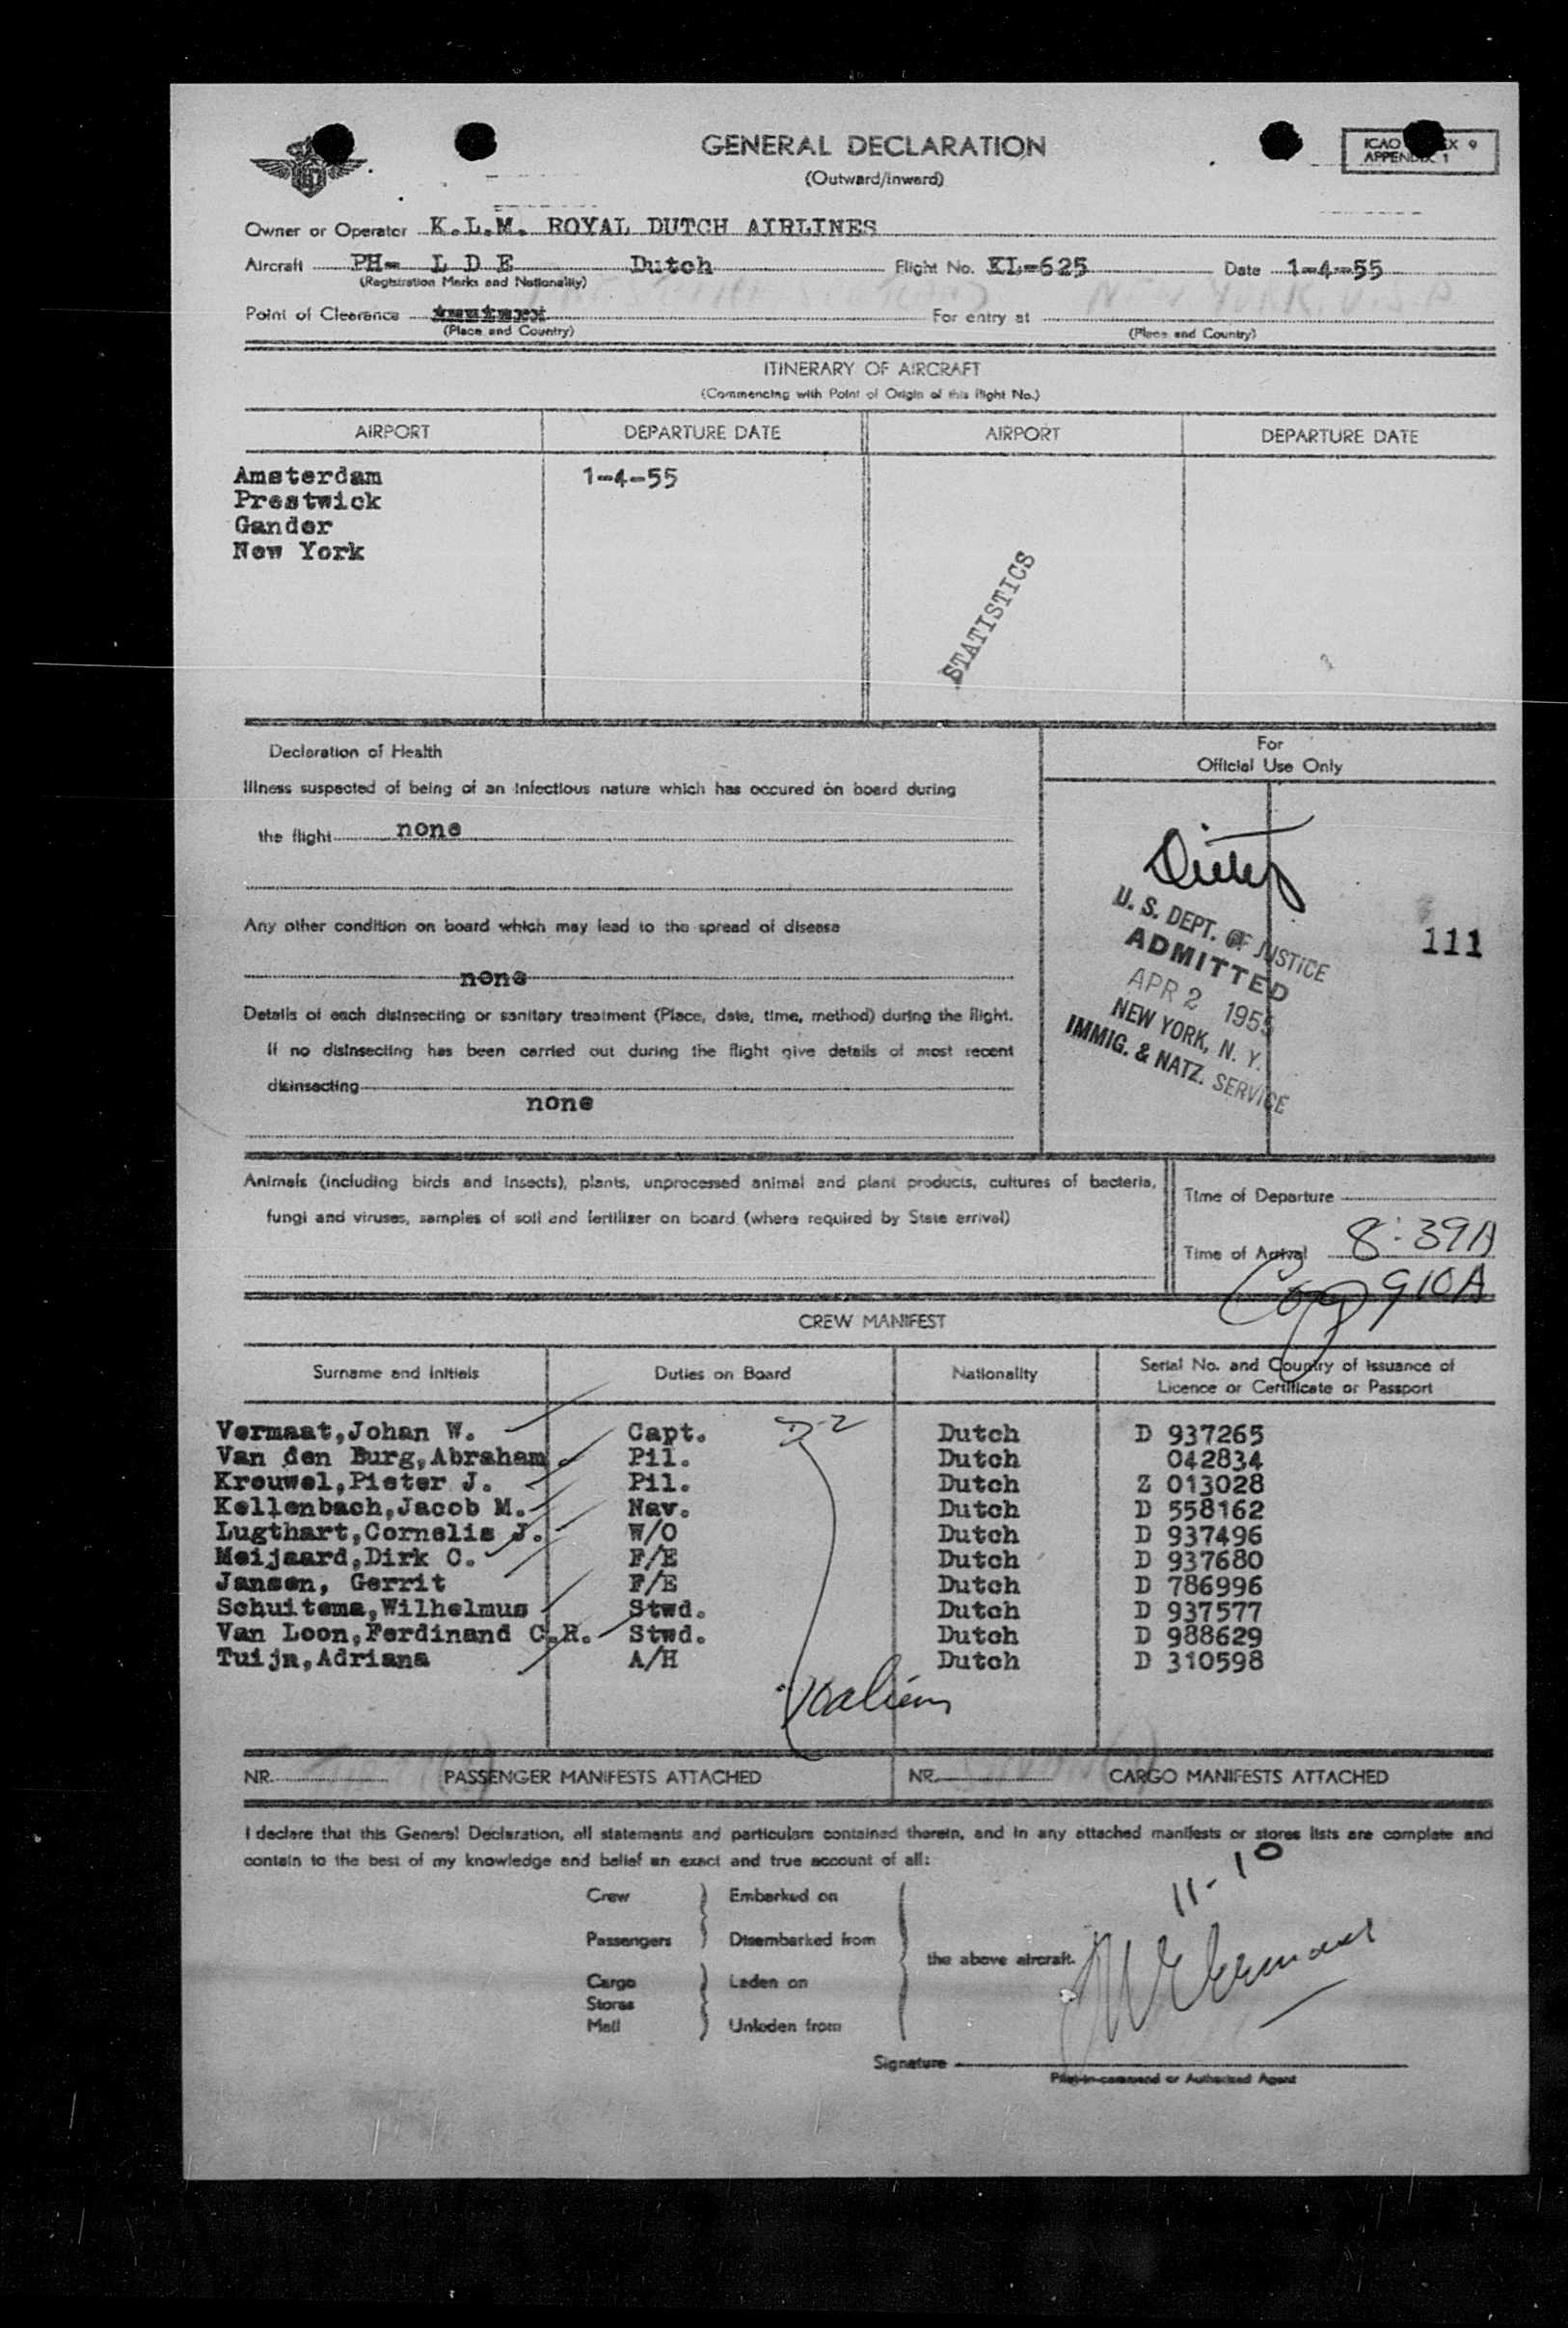 GENERAL DECLARATION
(Outward/Inward)
ICAO
APPENDIX 1
Owner or Operator K.L.M. ROYAL DUTCH AIRLINES
Aircraft PH- L D E Dutch Flight No. KL-625 Date 1-4-55
(Registration Marks and Nationality)
Point of Clearance For entry at
(Place and Country) (Place and Country)
ITINERARY OF AIRCRAFT
(Commencing with Point of Origin of this flight No.)
AIRPORT DEPARTURE DATE AIRPORT DEPARTURE DATE
Amsterdam 1-4-55
Prestwick
Gander
New York
STATISTICS
Declaration of Health
Illness suspected of being of an infectious nature which has occured on board during
the flight none
Any other condition on board which may lead to the spread of disease
none
Details of each disinsecting or sanitary treatment (Place, date, time, method) during the flight.
If no disinsecting has been carried out during the flight give details of most recent
disinsecting
none
For
Official Use Only
U. S. DEPT. OF JUSTICE
ADMITTED
APR 2 1955
NEW YORK, N. Y.
IMMIG. & NATZ. SERVICE
111
Animals (including birds and insects), plants, unprocessed animal and plant products, cultures of bacteria,
fungi and viruses, samples of soil and fertilizer on board (where required by State arrival)
Time of Departure
Time of Arrival 8:39A
910A
CREW MANIFEST
Surname and Initials Duties on Board Nationality Serial No. and Country of Issuance of
Licence or Certificate or Passport
Vermaat,Johan W. Capt. D-2 Dutch D 937265
Van den Burg,Abraham Pil. Dutch 042834
Kreuwel,Pieter J. Pil. Dutch Z 013028
Kellenbach,Jacob M. Nav. Dutch D 558162
Lugthart,Cornelis J. W/O Dutch D 937496
Meijaard,Dirk C. F/E Dutch D 937680
Jansen, Gerrit F/E Dutch D 786996
Schuitema,Wilhelmus Stwd. Dutch D 937577
Van Loon,Ferdinand C.R. Stwd. Dutch D 988629
Tuijn,Adriana A/H Dutch D 310598
NR. PASSENGER MANIFESTS ATTACHED NR. CARGO MANIFESTS ATTACHED
I declare that this General Declaration, all statements and particulars contained therein, and in any attached manifests or stores lists are complete and
contain to the best of my knowledge and belief an exact and true account of all:
11-10
Crew Embarked on
Passengers Disembarked from
the above aircraft.
Cargo Laden on
Stores
Mail Unladen from
Signature
Pilot-in-command or Authorized Agent